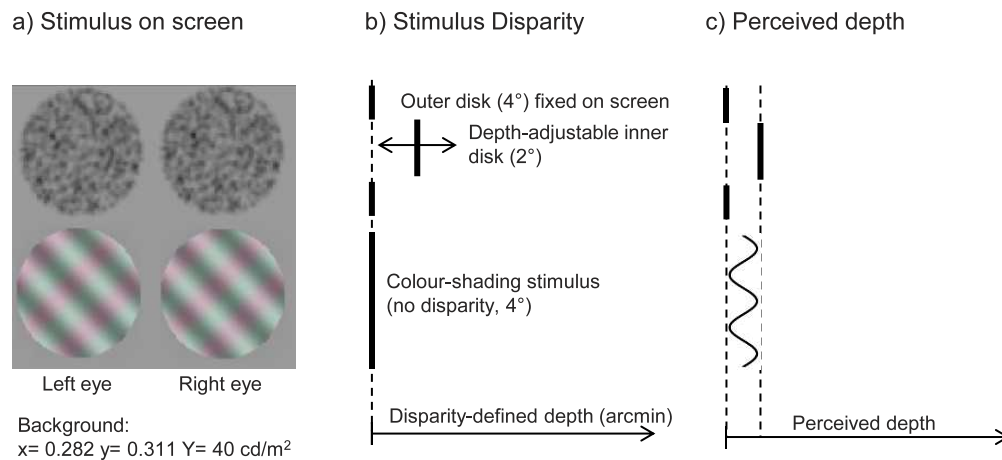 a) Stimulus on screen
Left eye
Right eye
Background:
x= 0.282 y= 0.311 Y= 40 cd/m²
b) Stimulus Disparity
Outer disk (4°) fixed on screen
Depth-adjustable inner
disk (2°)
Colour-shading stimulus
(no disparity, 4°)
Disparity-defined depth (arcmin)
c) Perceived depth
Perceived depth